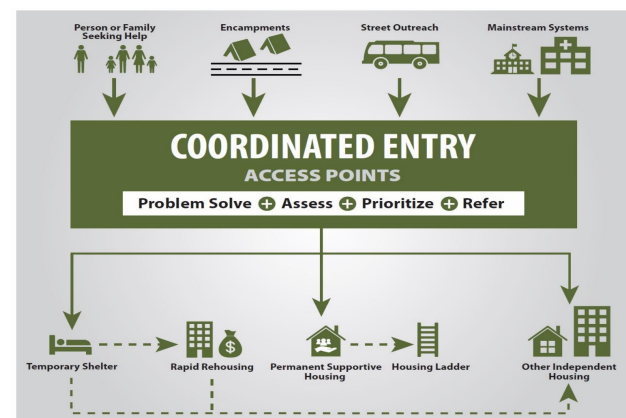 Person or Family
Seeking Help
Encampments
Street Outreach
Mainstream Systems
COORDINATED ENTRY
ACCESS POINTS
Problem Solve + Assess + Prioritize + Refer
$
Temporary Shelter
Rapid Rehousing
Permanent Supportive
Housing
Housing Ladder
Other Independent
Housing